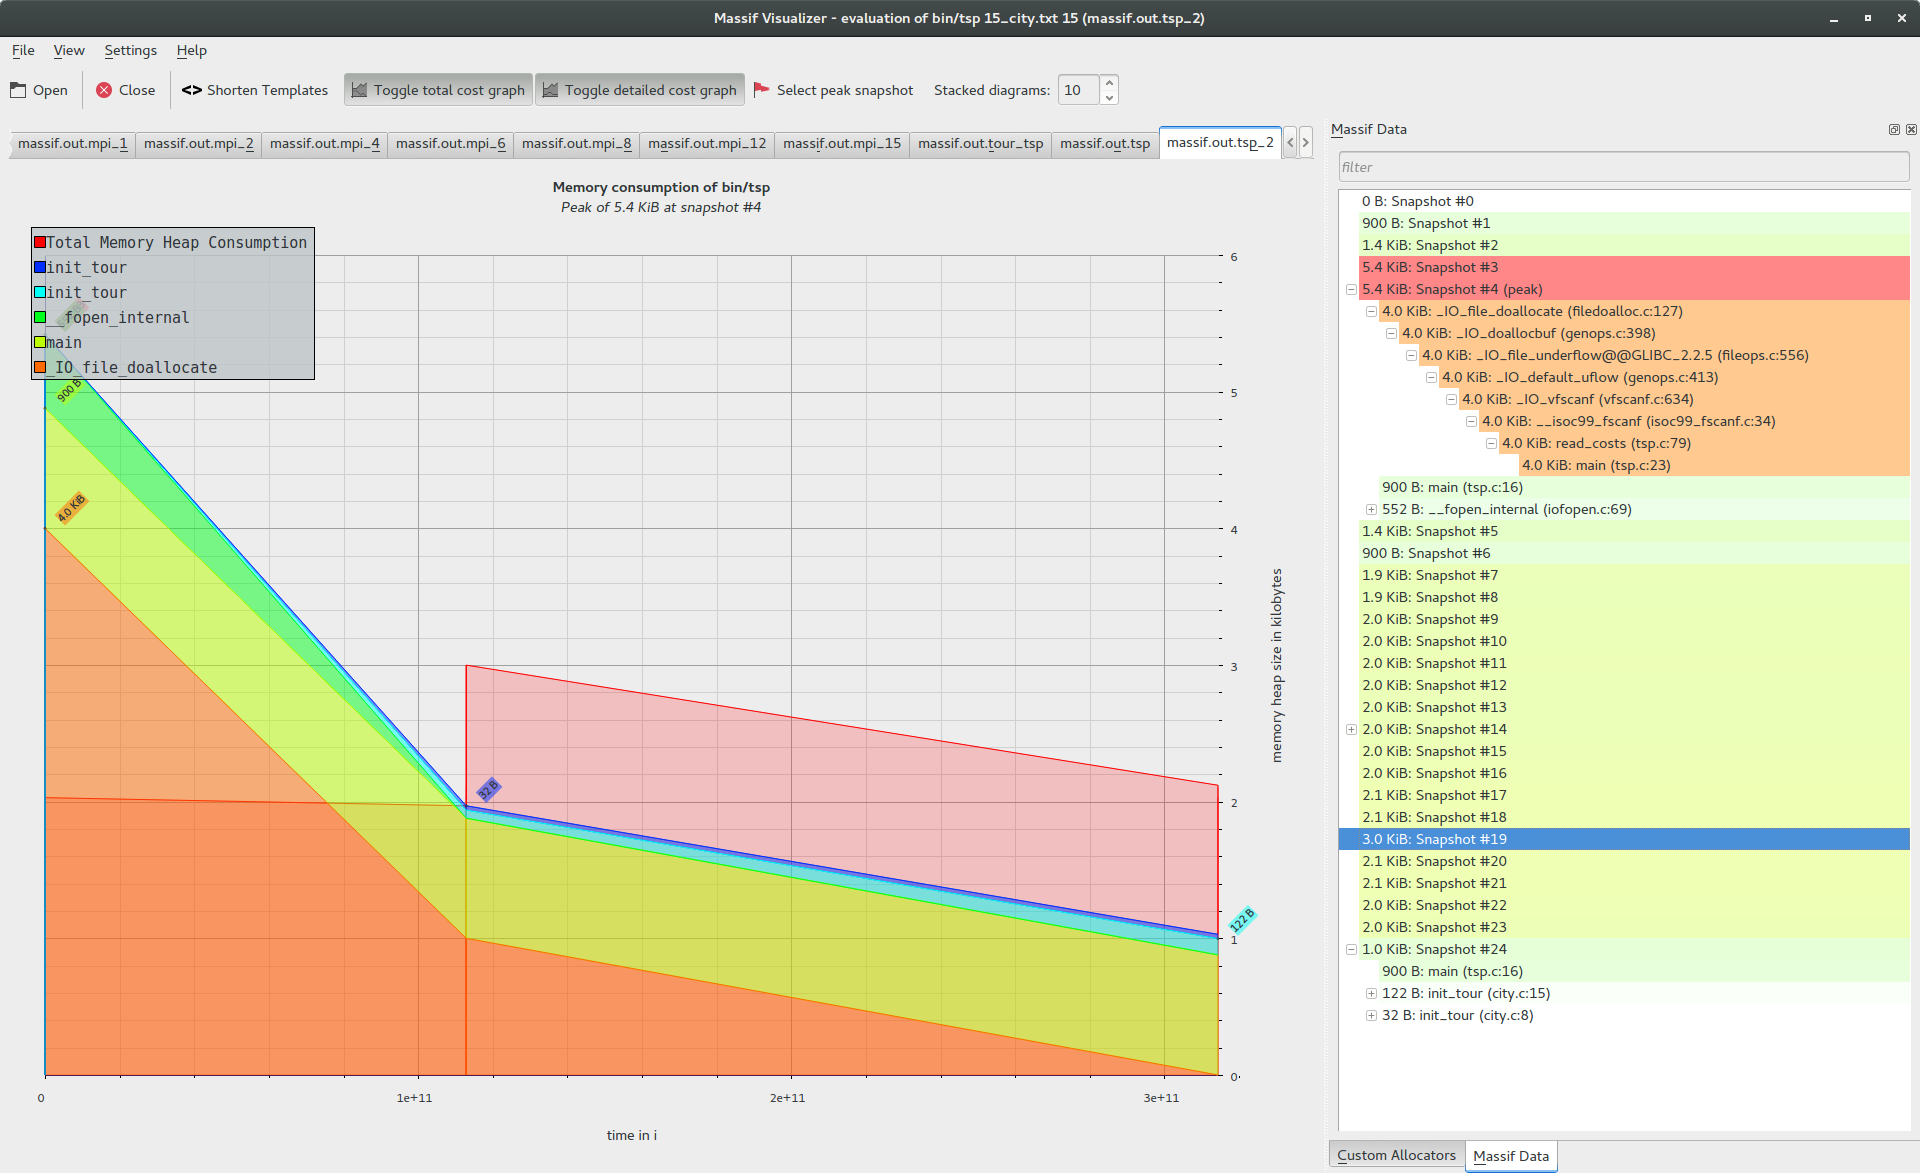 Massif Visualizer - evaluation of bin/tsp 15_city.txt 15 (massif.out.tsp_2)
File View Settings Help
Open Close Shorten Templates Toggle total cost graph Toggle detailed cost graph Select peak snapshot Stacked diagrams: 10
massif.out.mpi_1 massif.out.mpi_2 massif.out.mpi_4 massif.out.mpi_6 massif.out.mpi_8 massif.out.mpi_12 massif.out.mpi_15 massif.out.tour_tsp massif.out.tsp massif.out.tsp_2
Memory consumption of bin/tsp
Peak of 5.4 KiB at snapshot #4
Total Memory Heap Consumption
init_tour
init_tour
__fopen_internal
main
_IO_file_doallocate
900 B
4.0 KiB
32 B
122 B
6
5
4
3
2
1
0
memory heap size in kilobytes
0 1e+11 2e+11 3e+11
time in i
Massif Data
filter
0 B: Snapshot #0
900 B: Snapshot #1
1.4 KiB: Snapshot #2
5.4 KiB: Snapshot #3
5.4 KiB: Snapshot #4 (peak)
4.0 KiB: _IO_file_doallocate (filedoalloc.c:127)
4.0 KiB: _IO_doallocbuf (genops.c:398)
4.0 KiB: _IO_file_underflow@@GLIBC_2.2.5 (fileops.c:556)
4.0 KiB: _IO_default_uflow (genops.c:413)
4.0 KiB: _IO_vfscanf (vfscanf.c:634)
4.0 KiB: __isoc99_fscanf (isoc99_fscanf.c:34)
4.0 KiB: read_costs (tsp.c:79)
4.0 KiB: main (tsp.c:23)
900 B: main (tsp.c:16)
552 B: __fopen_internal (iofopen.c:69)
1.4 KiB: Snapshot #5
900 B: Snapshot #6
1.9 KiB: Snapshot #7
1.9 KiB: Snapshot #8
2.0 KiB: Snapshot #9
2.0 KiB: Snapshot #10
2.0 KiB: Snapshot #11
2.0 KiB: Snapshot #12
2.0 KiB: Snapshot #13
2.0 KiB: Snapshot #14
2.0 KiB: Snapshot #15
2.0 KiB: Snapshot #16
2.1 KiB: Snapshot #17
2.1 KiB: Snapshot #18
3.0 KiB: Snapshot #19
2.1 KiB: Snapshot #20
2.1 KiB: Snapshot #21
2.0 KiB: Snapshot #22
2.0 KiB: Snapshot #23
1.0 KiB: Snapshot #24
900 B: main (tsp.c:16)
122 B: init_tour (city.c:15)
32 B: init_tour (city.c:8)
Custom Allocators Massif Data